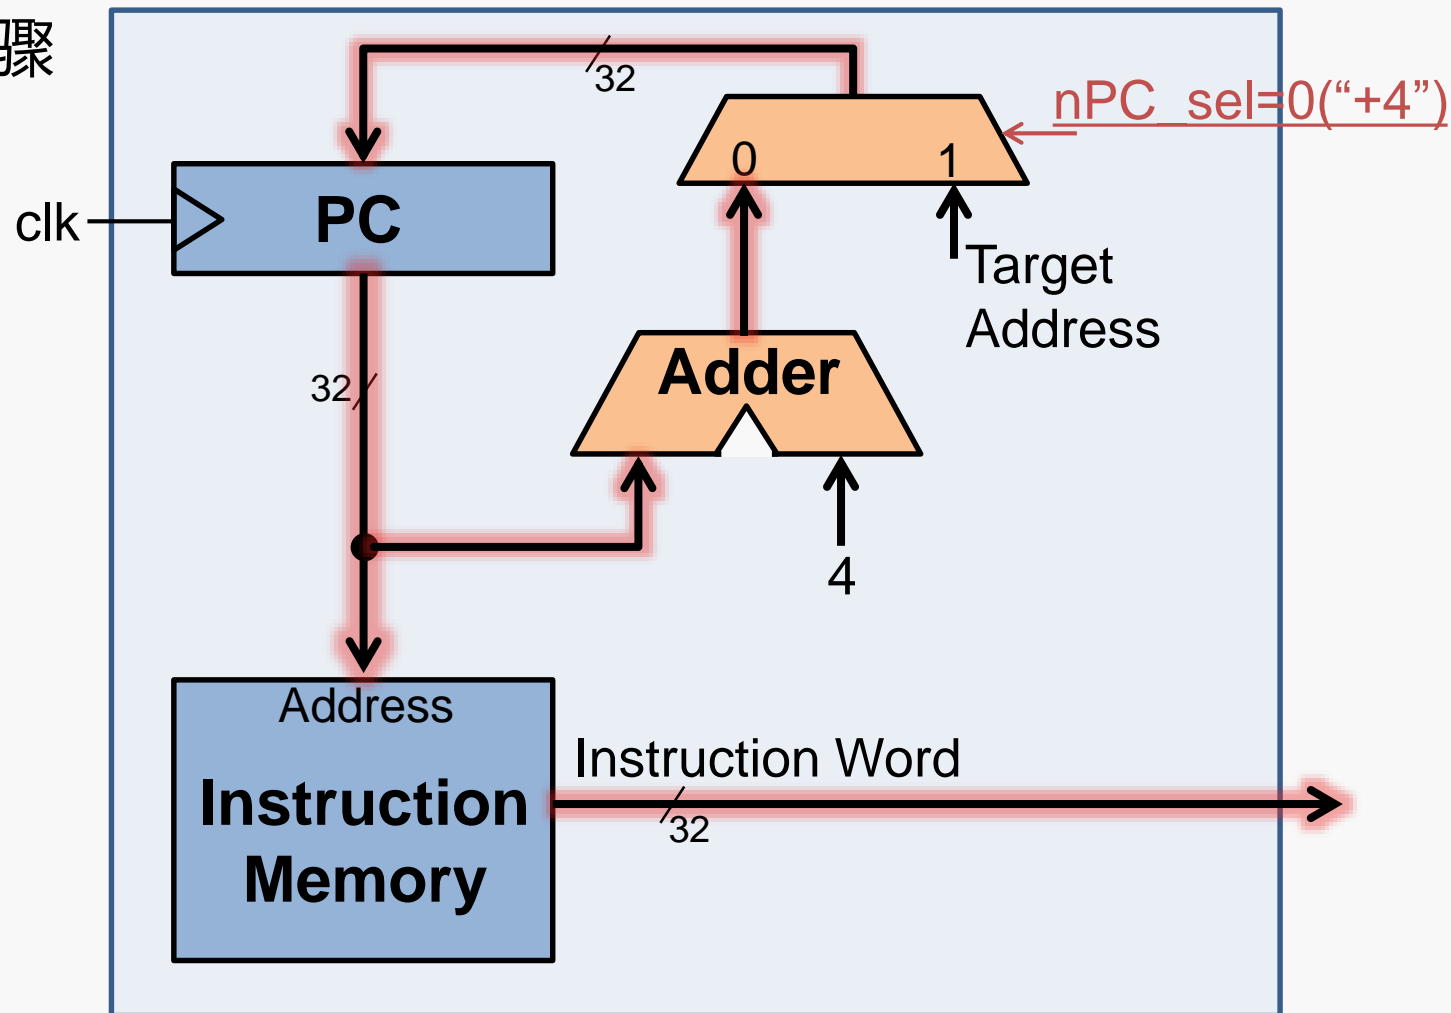 骤
32
nPC_sel=0(“+4”)
0
1
clk
PC
Target
Address
32
Adder
4
Address
Instruction Word
Instruction
Memory
32